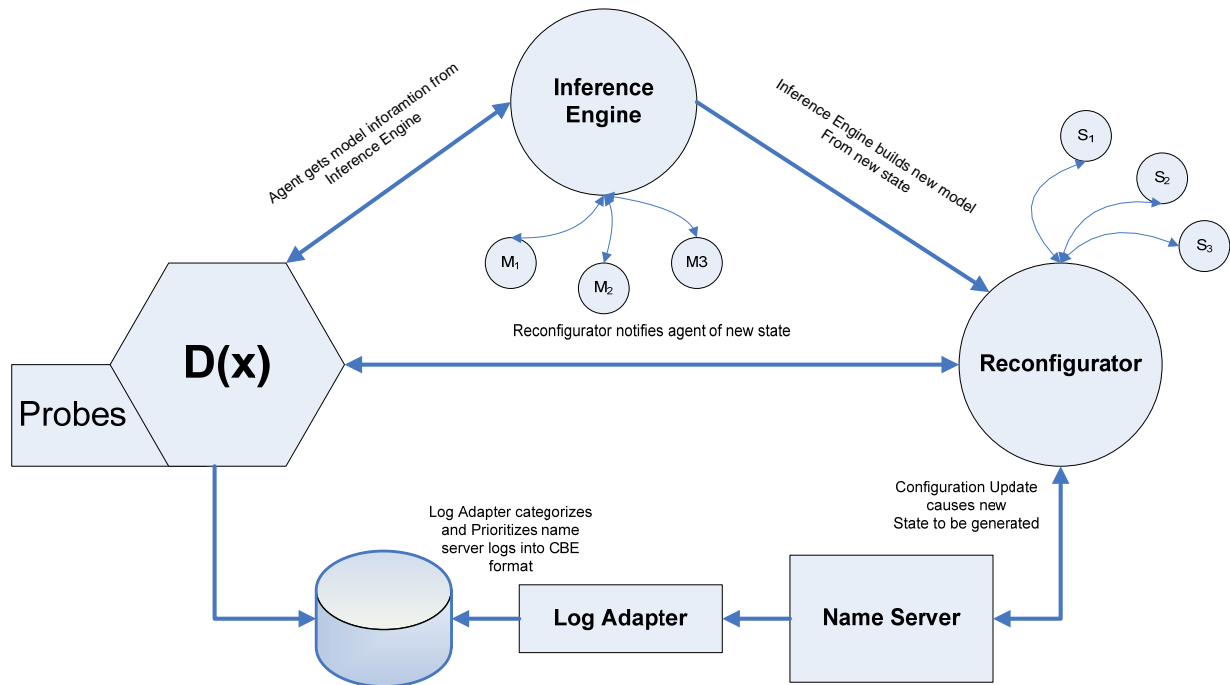 Inference
Engine
Agent gets model inforamtion from
Inference Engine
Inference Engine builds new model
From new state
S1
S2
S3
M1
M2
M3
Reconfigurator notifies agent of new state
D(x)
Probes
Reconfigurator
Configuration Update
causes new
State to be generated
Log Adapter categorizes
and Prioritizes name
server logs into CBE
format
Log Adapter
Name Server